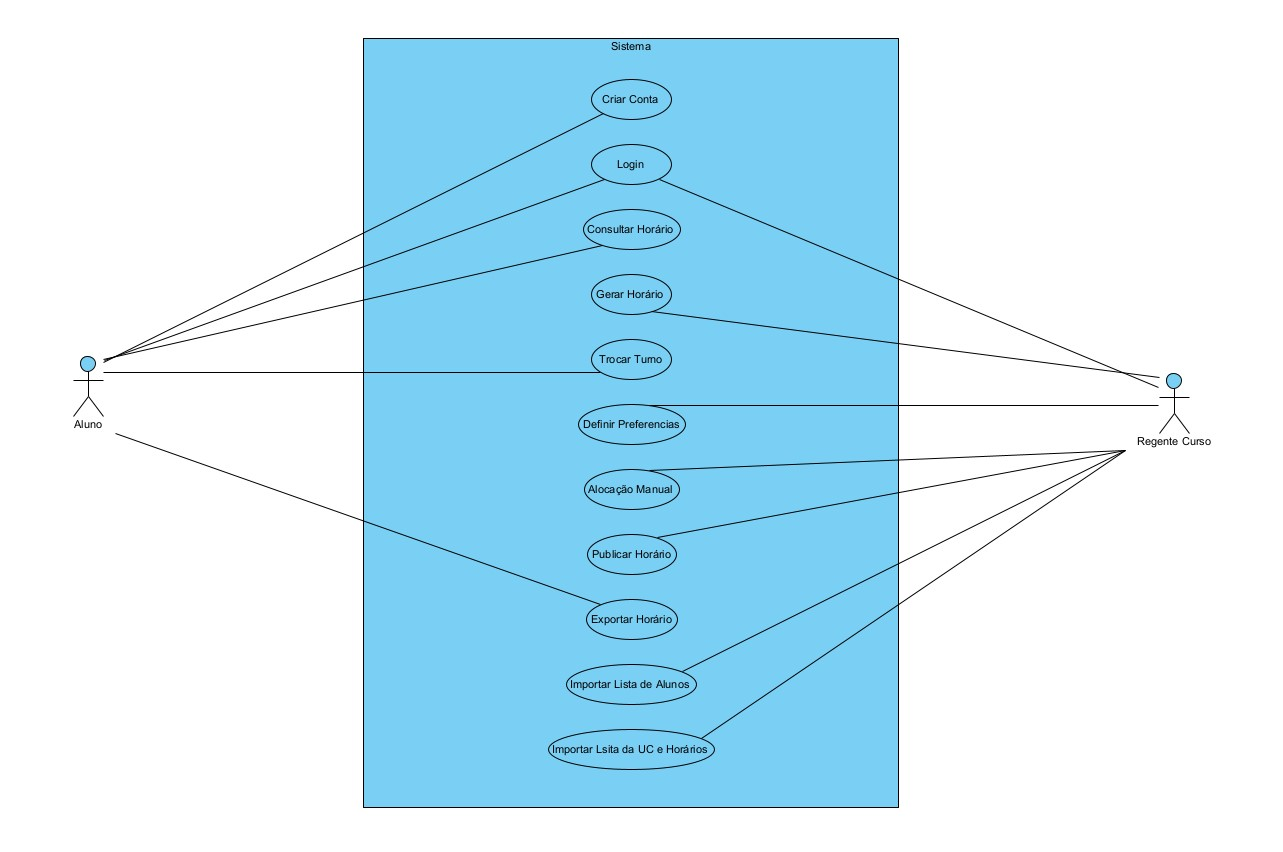 Sistema
Criar Conta
Login
Consultar Horário
Gerar Horário
Trocar Turno
Aluno
Definir Preferencias
Regente Curso
Alocação Manual
Publicar Horário
Exportar Horário
Importar Lista de Alunos
Importar Lsita da UC e Horários